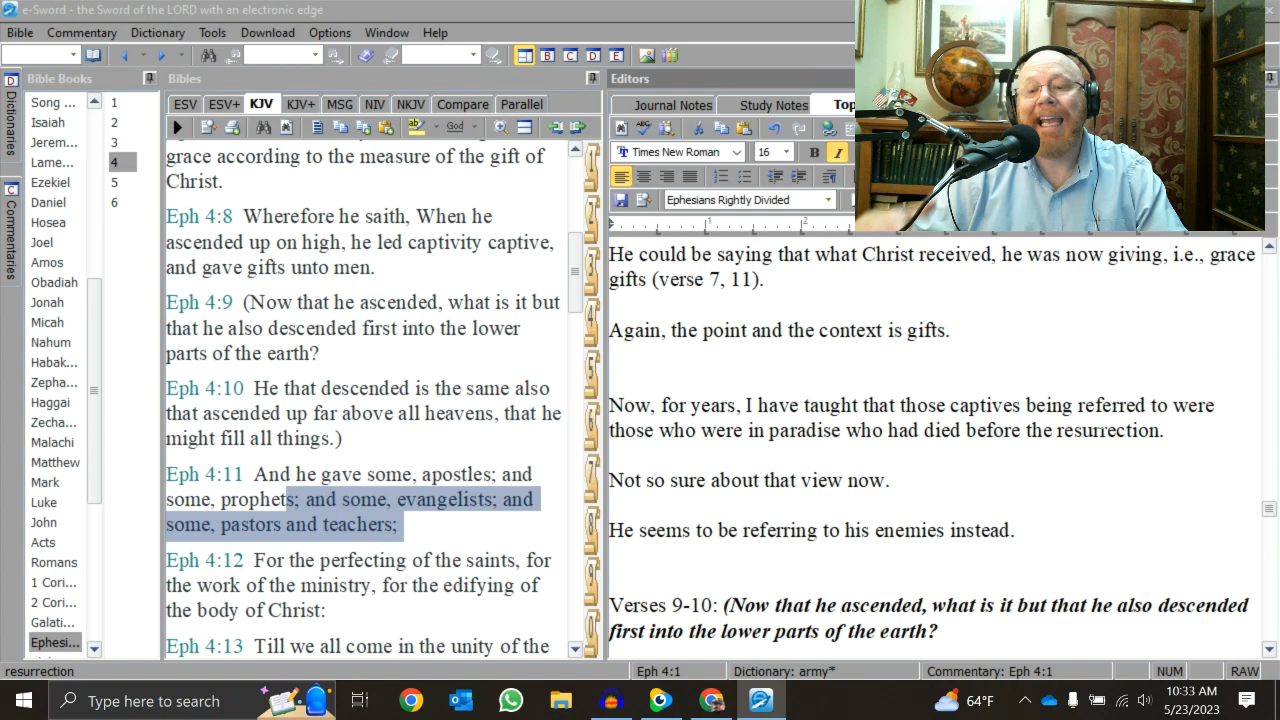 e-Sword - the Sword of the LORD with an electronic edge
Bible Commentary Dictionary Tools Download Options Window Help
Dictionaries
Commentaries
Bible Books
Song ...
Isaiah
Jerem...
Lame...
Ezekiel
Daniel
Hosea
Joel
Amos
Obadiah
Jonah
Micah
Nahum
Habak...
Zepha...
Haggai
Zecha...
Malachi
Matthew
Mark
Luke
John
Acts
Romans
1 Cori...
2 Cori...
Galati...
Ephesi...
1
2
3
4
5
6
Bibles
ESV ESV+ KJV KJV+ MSG NIV NKJV Compare Parallel
God
grace according to the measure of the gift of
Christ.
Eph 4:8 Wherefore he saith, When he
ascended up on high, he led captivity captive,
and gave gifts unto men.
Eph 4:9 (Now that he ascended, what is it but
that he also descended first into the lower
parts of the earth?
Eph 4:10 He that descended is the same also
that ascended up far above all heavens, that he
might fill all things.)
Eph 4:11 And he gave some, apostles; and
some, prophets; and some, evangelists; and
some, pastors and teachers;
Eph 4:12 For the perfecting of the saints, for
the work of the ministry, for the edifying of
the body of Christ:
Eph 4:13 Till we all come in the unity of the
1
2
3
4
5
6
7
8
9
0
Editors
Journal Notes Study Notes Top
Times New Roman 16 B I
Ephesians Rightly Divided
1 2
He could be saying that what Christ received, he was now giving, i.e., grace
gifts (verse 7, 11).
Again, the point and the context is gifts.
Now, for years, I have taught that those captives being referred to were
those who were in paradise who had died before the resurrection.
Not so sure about that view now.
He seems to be referring to his enemies instead.
Verses 9-10: (Now that he ascended, what is it but that he also descended
first into the lower parts of the earth?
resurrection Eph 4:1 Dictionary: army* Commentary: Eph 4:1 NUM RAW
Type here to search
64°F
10:33 AM
5/23/2023